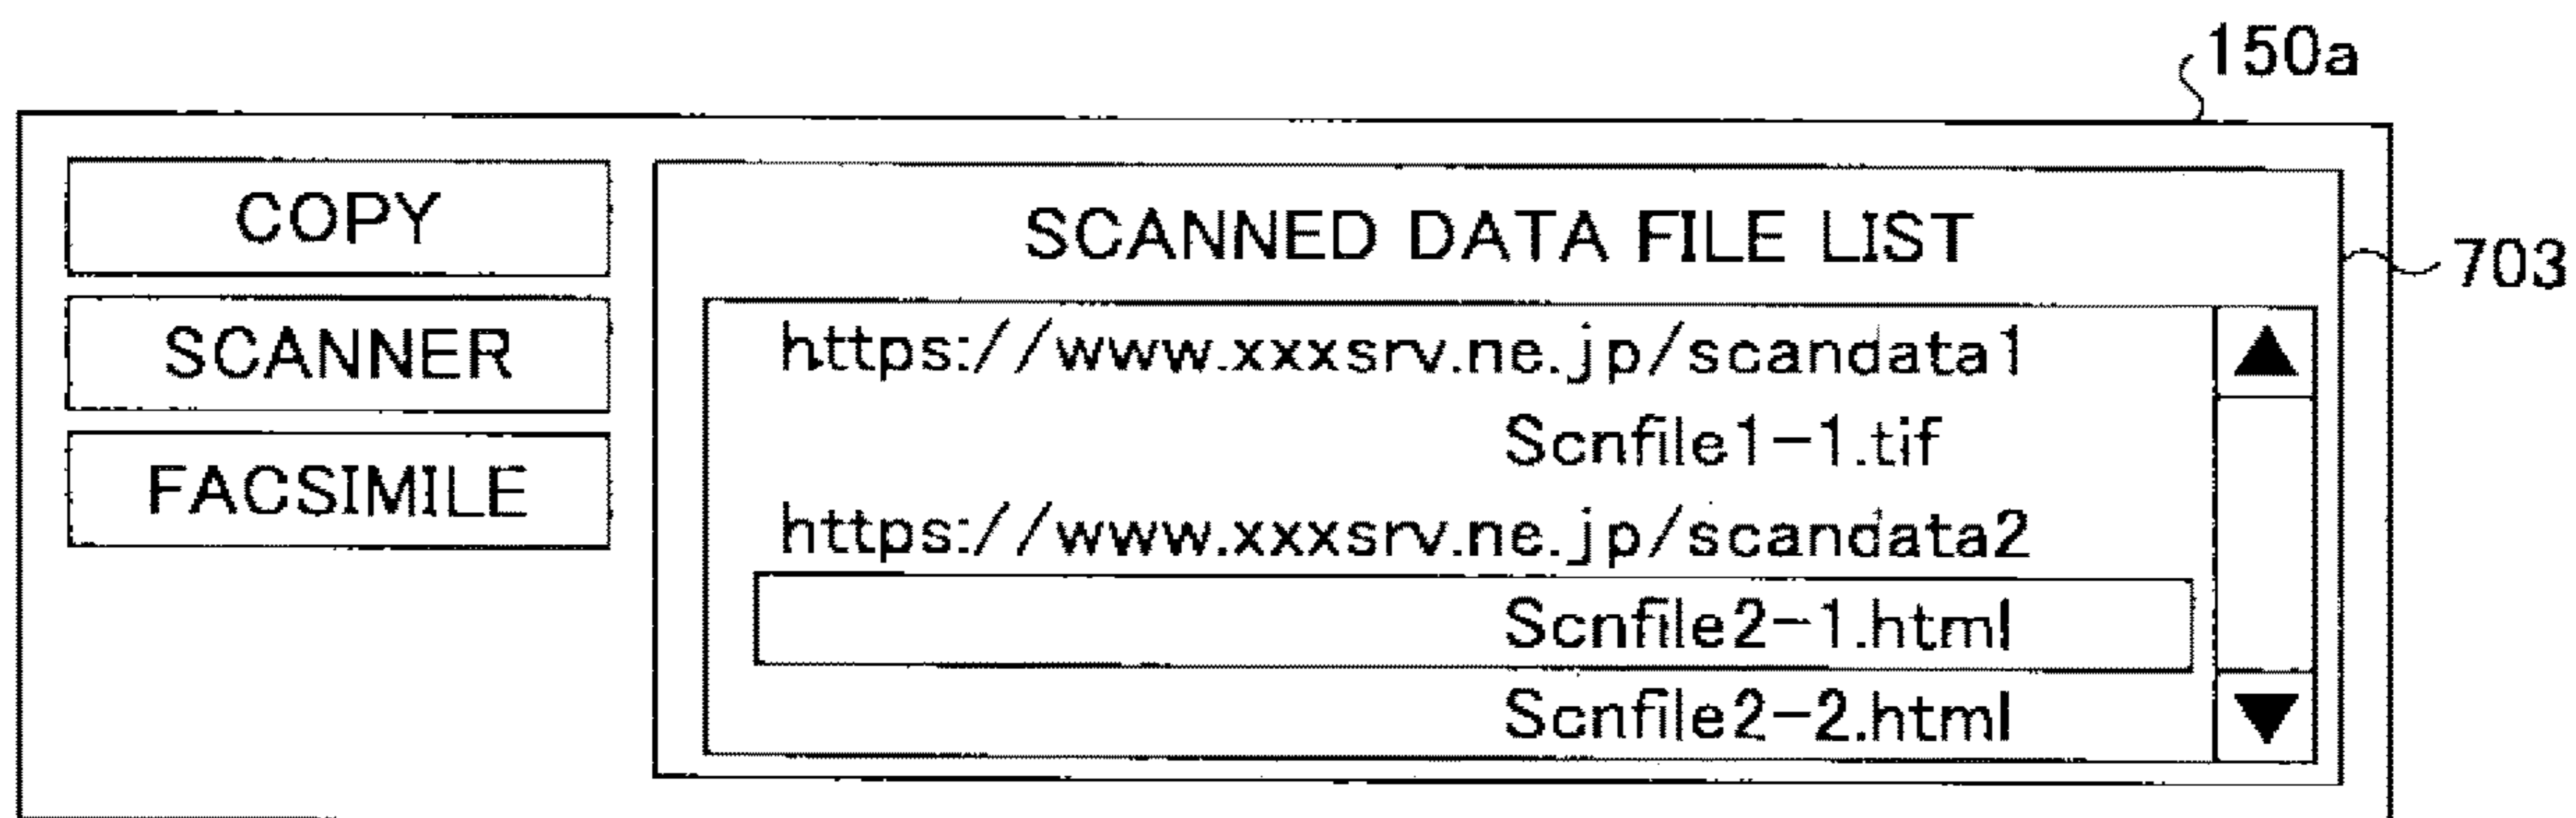 150a
COPY
SCANNER
FACSIMILE
SCANNED DATA FILE LIST
703
https://www.xxxsrv.ne.jp/scandata1
Scnfile1-1.tif
https://www.xxxsrv.ne.jp/scandata2
Scnfile2-1.html
Scnfile2-2.html